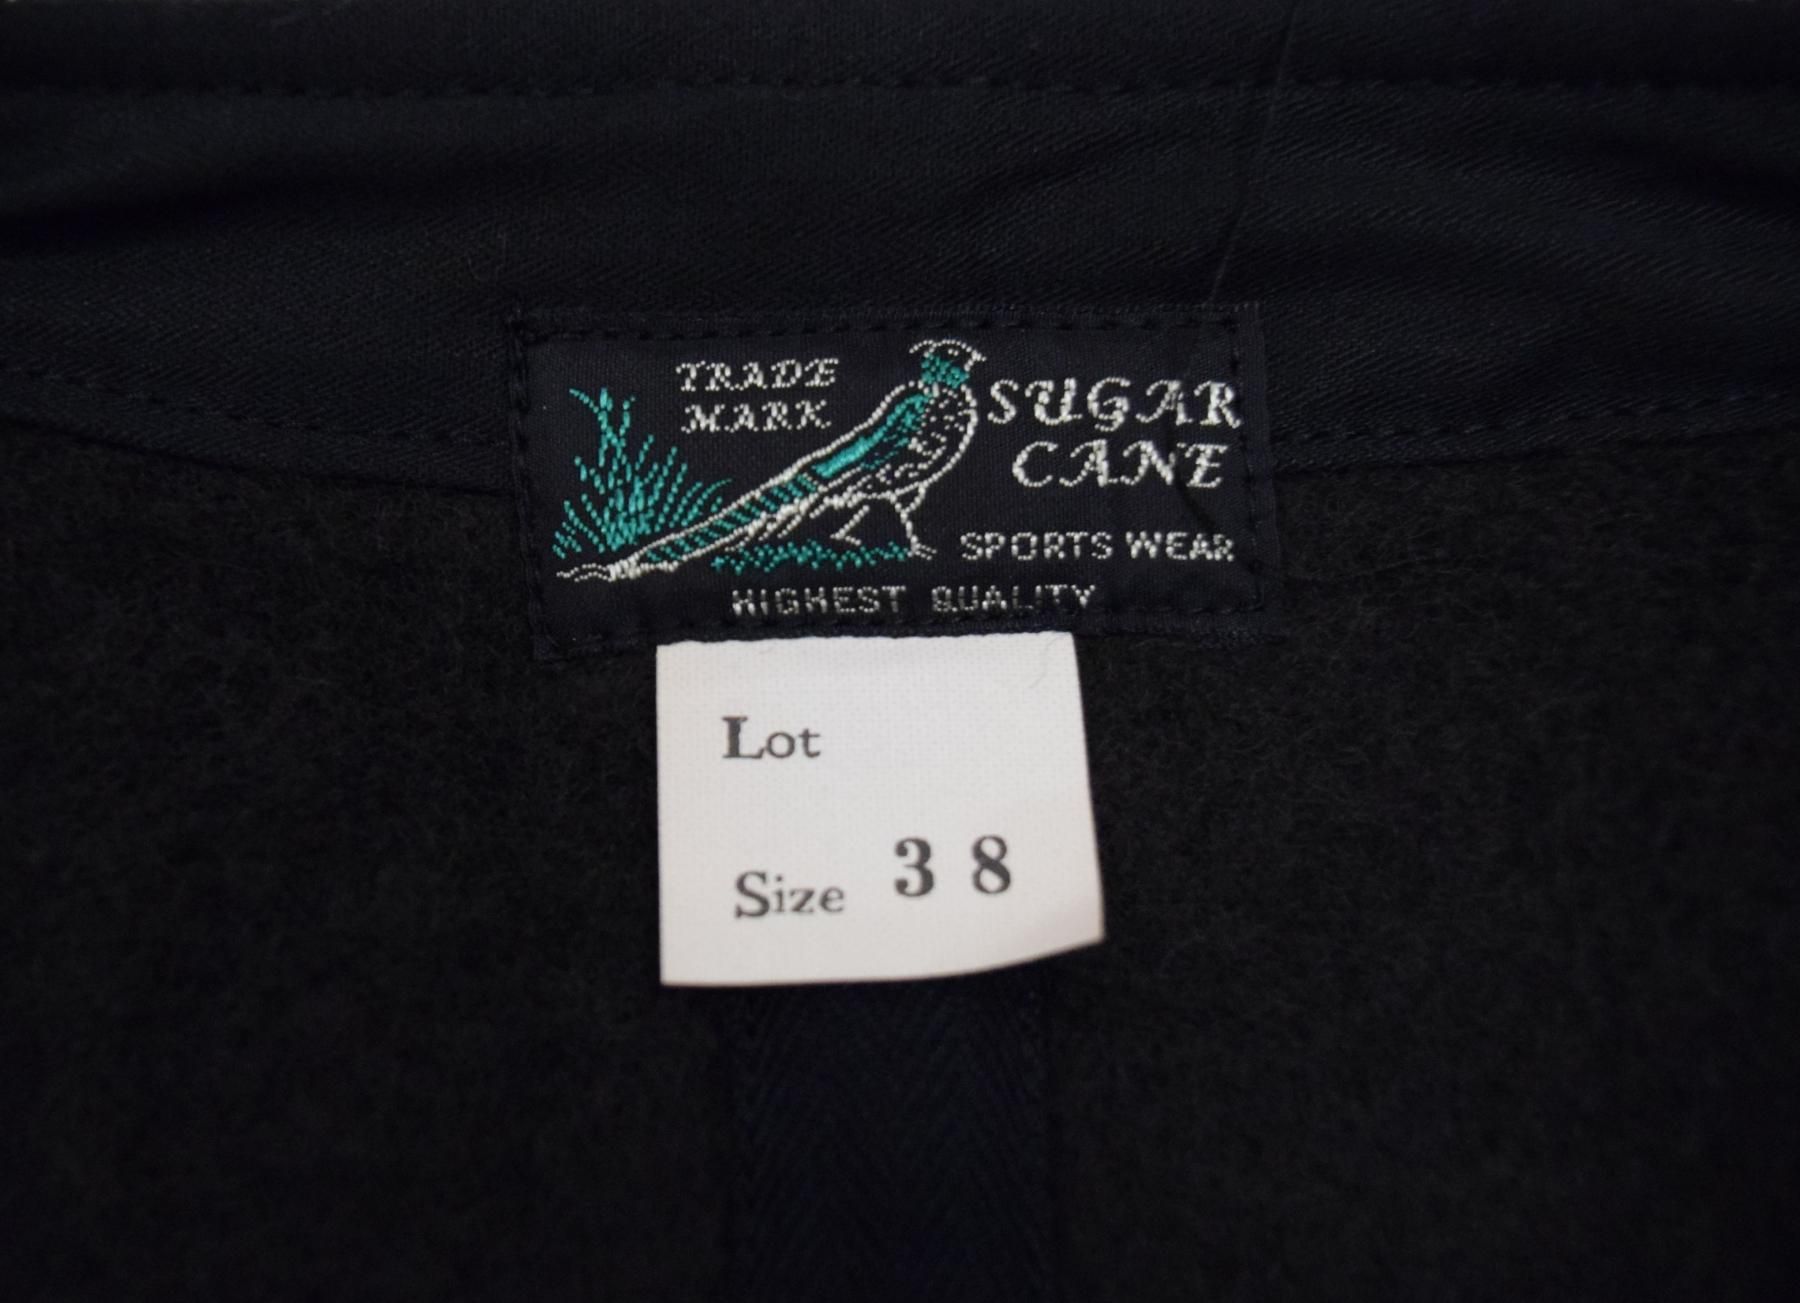 TRADE
MARK
SUGAR
CANE
SPORTS WEAR
HIGHEST QUALITY
Lot
Size 38